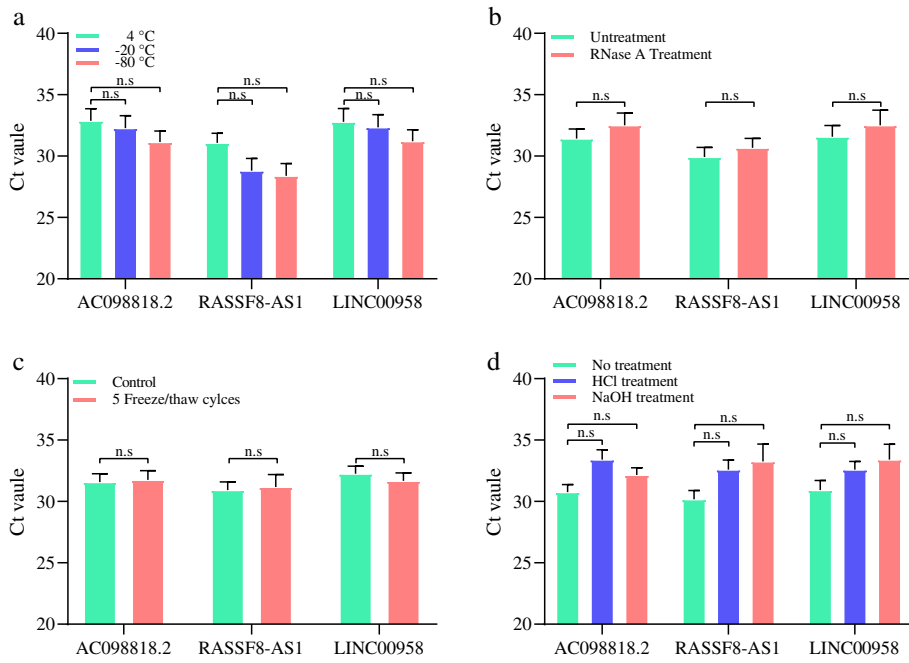 a
40
35
30
25
20
Ct vaule
4 °C
-20 °C
-80 °C
n.s
n.s
n.s
n.s
n.s
n.s
AC098818.2
RASSF8-AS1
LINC00958
b
40
35
30
25
20
Ct vaule
Untreatment
RNase A Treatment
n.s
n.s
n.s
AC098818.2
RASSF8-AS1
LINC00958
c
40
35
30
25
20
Ct vaule
Control
5 Freeze/thaw cylces
n.s
n.s
n.s
AC098818.2
RASSF8-AS1
LINC00958
d
40
35
30
25
20
Ct vaule
No treatment
HCl treatment
NaOH treatment
n.s
n.s
n.s
n.s
n.s
n.s
AC098818.2
RASSF8-AS1
LINC00958